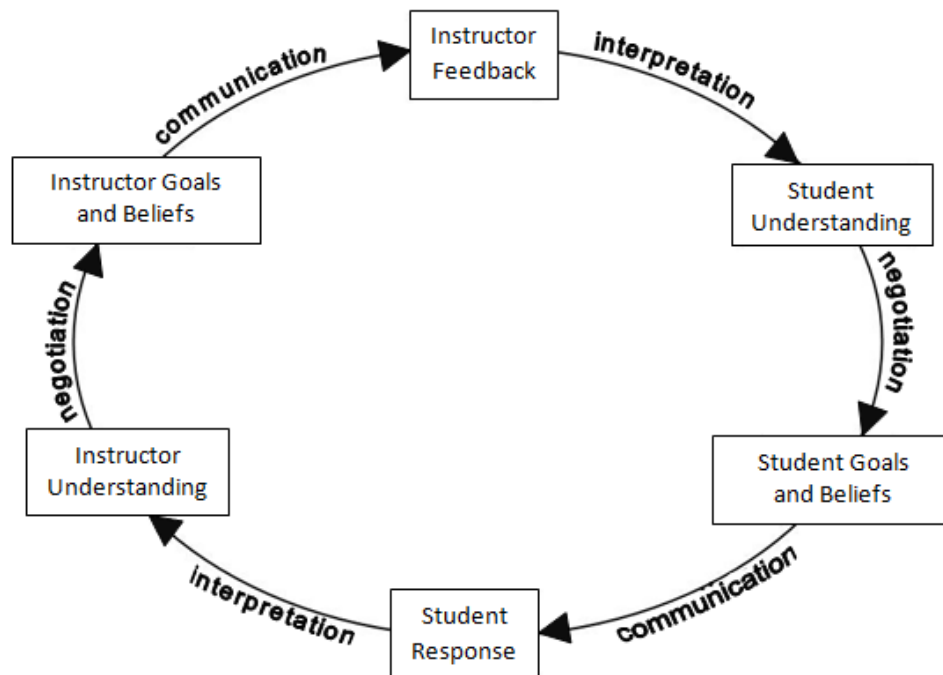 Instructor
Feedback
interpretation
Student
Understanding
negotiation
Student Goals
and Beliefs
communication
Student
Response
interpretation
Instructor
Understanding
negotiation
Instructor Goals
and Beliefs
communication